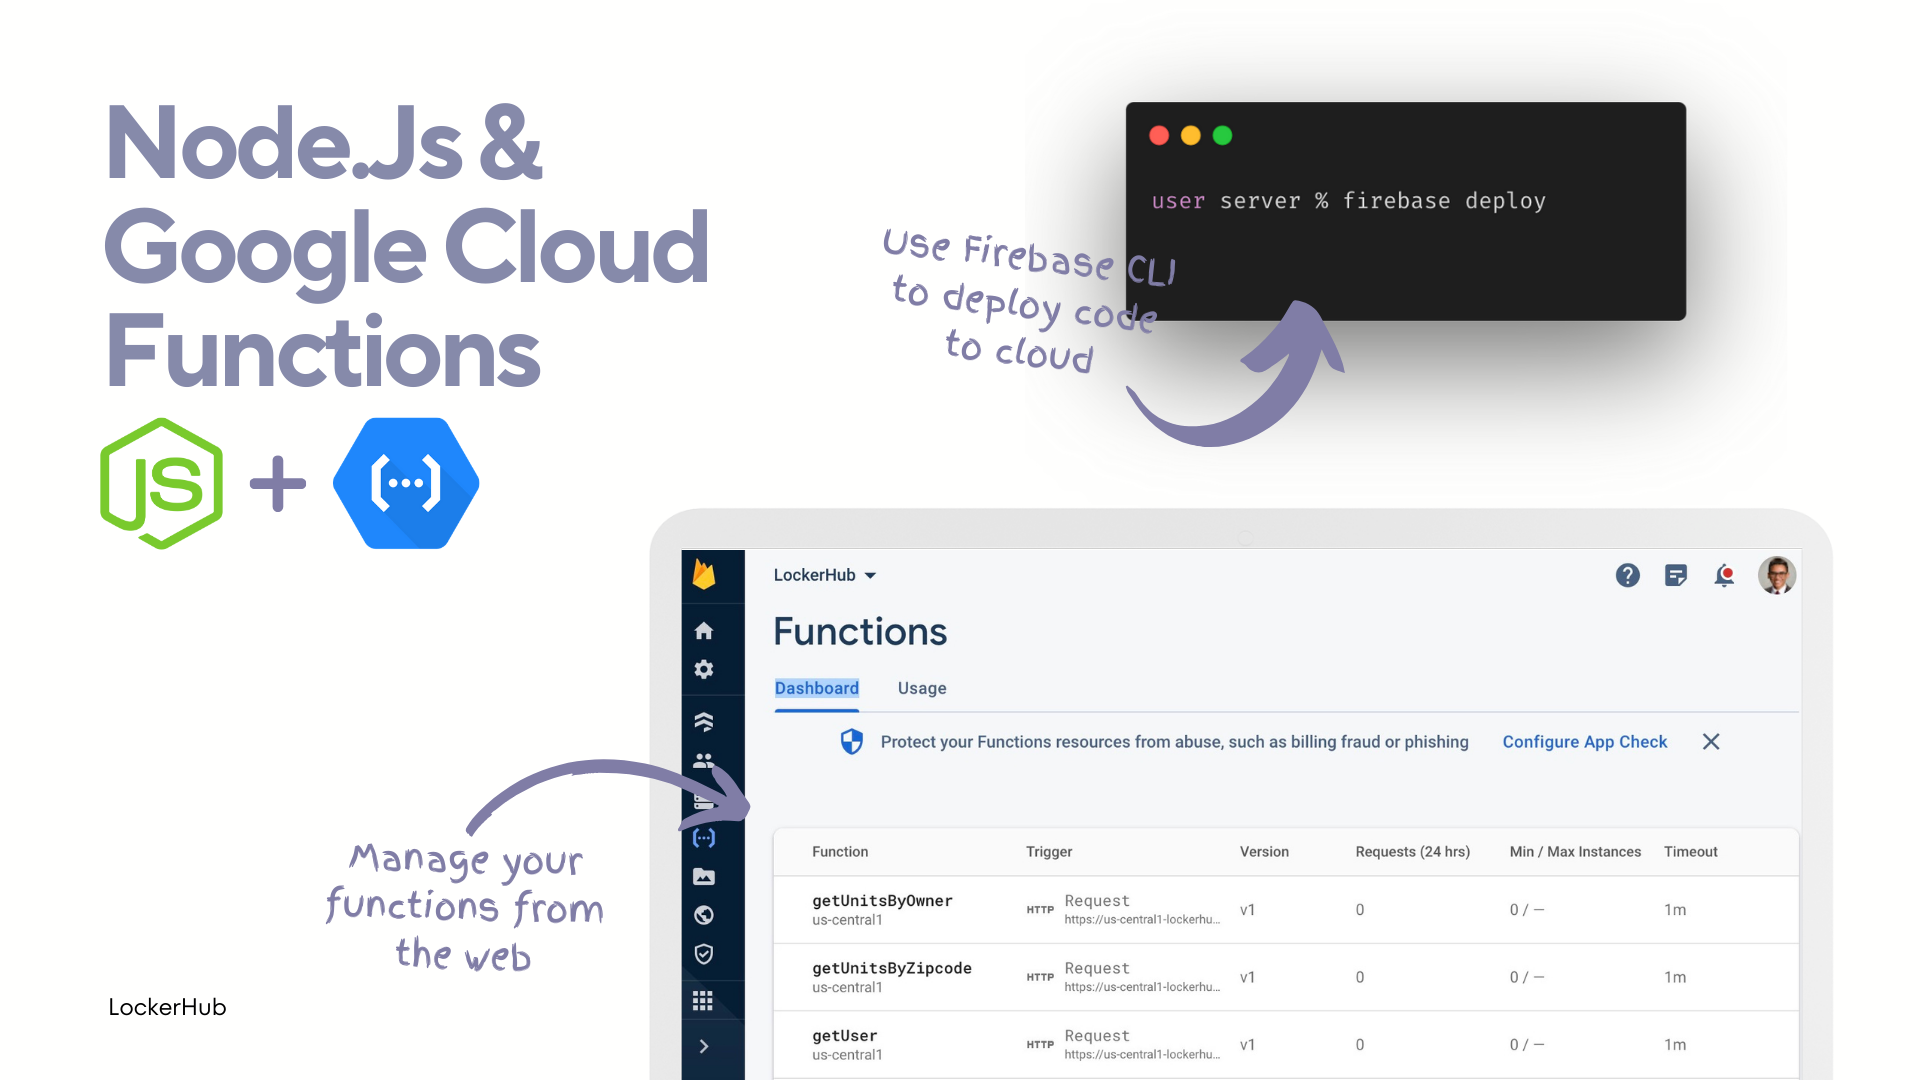 Node.Js &
Google Cloud
Functions
JS
user server % firebase deploy
Use Firebase CLI
to deploy code
to cloud
LockerHub
Functions
Dashboard Usage
Protect your Functions resources from abuse, such as billing fraud or phishing Configure App Check
Function Trigger Version Requests (24 hrs) Min / Max Instances Timeout
getUnitsByOwner HTTP Request v1 0 0 / — 1m
us-central1 https://us-central1-lockerhu...
getUnitsByZipcode HTTP Request v1 0 0 / — 1m
us-central1 https://us-central1-lockerhu...
getUser HTTP Request v1 0 0 / — 1m
us-central1 https://us-central1-lockerhu...
Manage your
functions from
the web
LockerHub